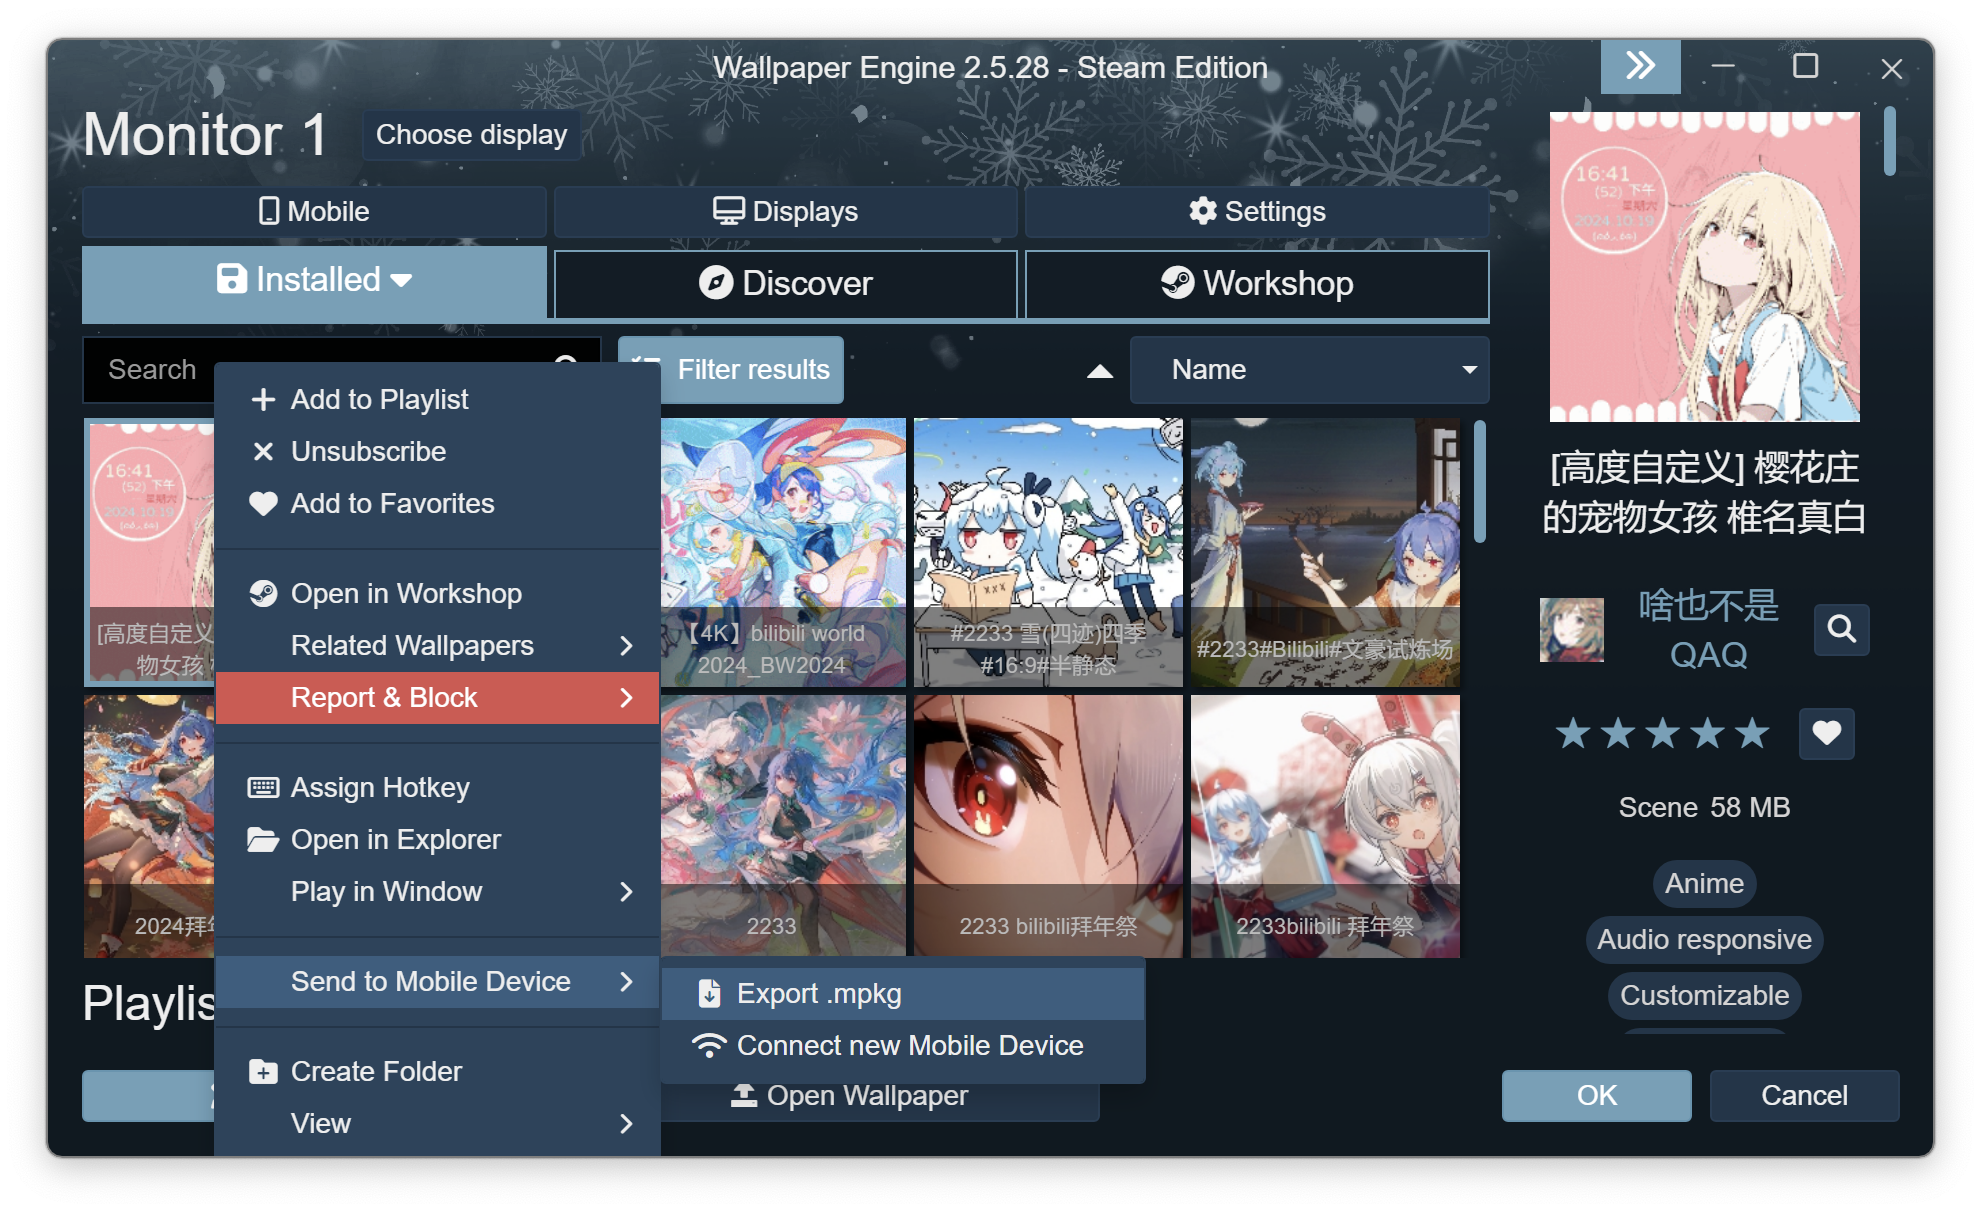 Wallpaper Engine 2.5.28 - Steam Edition
Monitor 1
Choose display
Mobile
Displays
Settings
Installed
Discover
Workshop
Search
Filter results
Name
Add to Playlist
Unsubscribe
Add to Favorites
Open in Workshop
Related Wallpapers
Report & Block
Assign Hotkey
Open in Explorer
Play in Window
Send to Mobile Device
Create Folder
View
Export .mpkg
Connect new Mobile Device
16:41
(52) 下午
星期六
2024 10:19
[高度自定义
物女孩
【4K】bilibili world
2024_BW2024
#2233 雪(四迹)四季
#16:9#半静态
#2233#Bilibili#文豪试炼场
2024拜年
2233
2233 bilibili拜年祭
2233bilibili 拜年祭
Playlis
Open Wallpaper
16:41
(52) 下午
星期六
2024 10:19
[高度自定义] 樱花庄
的宠物女孩 椎名真白
啥也不是
QAQ
Scene 58 MB
Anime
Audio responsive
Customizable
OK
Cancel